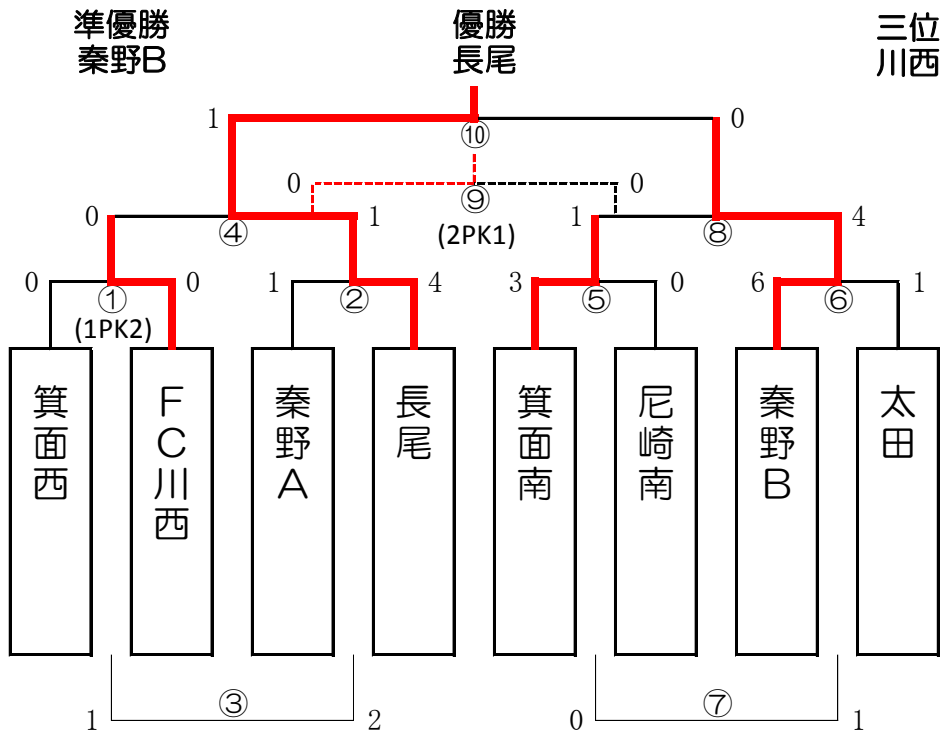 準優勝
秦野B
優勝
長尾
三位
川西
1
⑩
0
0
⑨
0
(2PK1)
0
④
1
1
⑧
4
0
①
0
(1PK2)
1
②
4
3
⑤
0
6
⑥
1
箕面西
FC川西
秦野A
長尾
箕面南
尼崎南
秦野B
太田
1
③
2
0
⑦
1